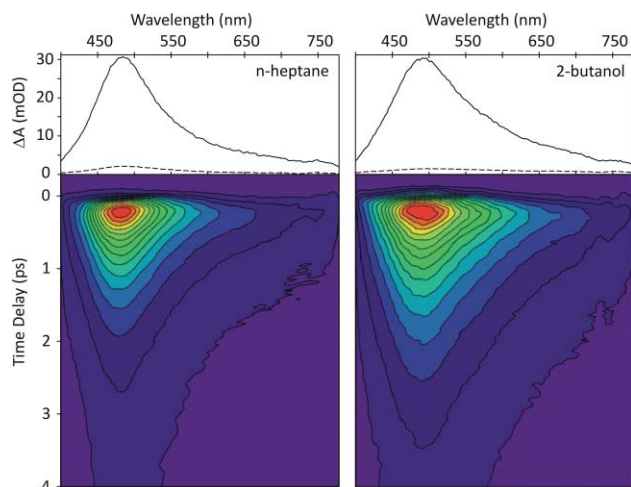 Wavelength (nm) Wavelength (nm)
450 550 650 750 450 550 650 750
n-heptane 2-butanol
ΔA (mOD)
30
20
10
0
Time Delay (ps)
0
1
2
3
4